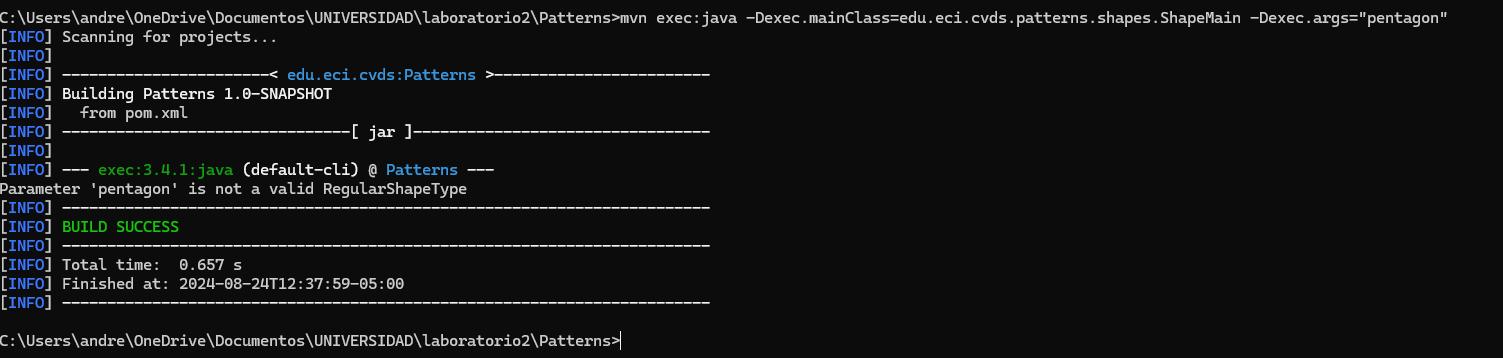 C:\Users\andre\OneDrive\Documentos\UNIVERSIDAD\laboratorio2\Patterns>mvn exec:java -Dexec.mainClass=edu.eci.cvds.patterns.shapes.ShapeMain -Dexec.args="pentagon"
[INFO] Scanning for projects...
[INFO]
[INFO] -----------------------< edu.eci.cvds:Patterns >------------------------
[INFO] Building Patterns 1.0-SNAPSHOT
[INFO]   from pom.xml
[INFO] --------------------------------[ jar ]---------------------------------
[INFO]
[INFO] --- exec:3.4.1:java (default-cli) @ Patterns ---
Parameter 'pentagon' is not a valid RegularShapeType
[INFO] ------------------------------------------------------------------------
[INFO] BUILD SUCCESS
[INFO] ------------------------------------------------------------------------
[INFO] Total time:  0.657 s
[INFO] Finished at: 2024-08-24T12:37:59-05:00
[INFO] ------------------------------------------------------------------------
C:\Users\andre\OneDrive\Documentos\UNIVERSIDAD\laboratorio2\Patterns>